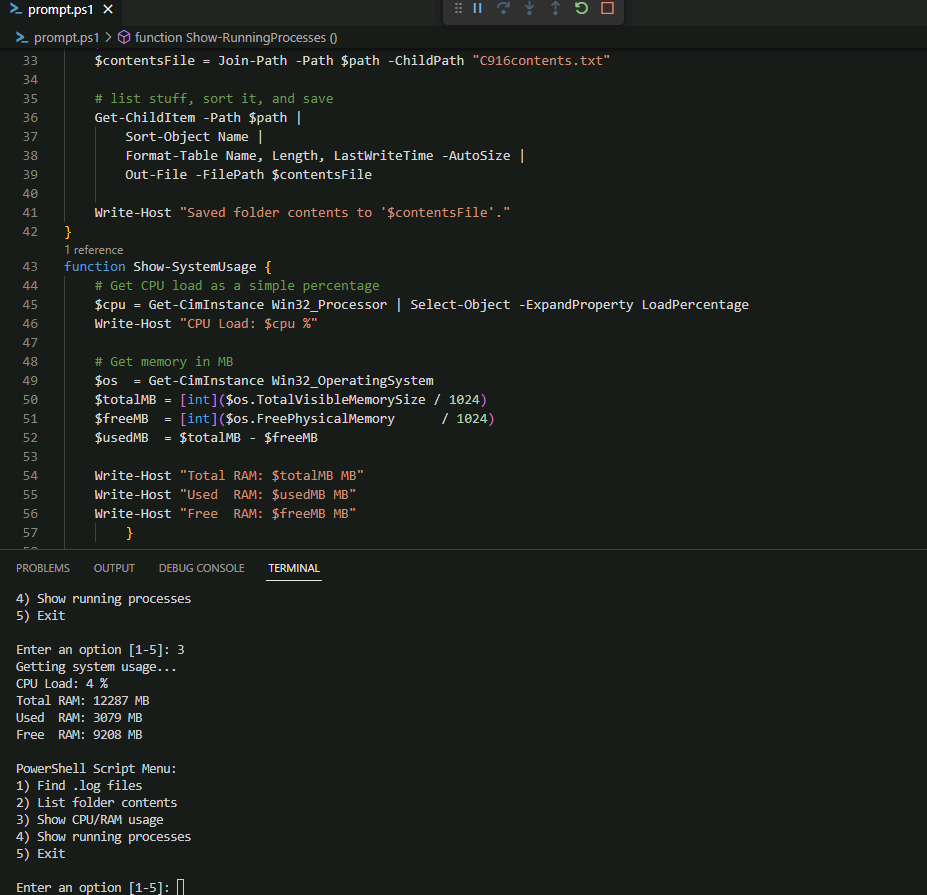 prompt.ps1
prompt.ps1 > function Show-RunningProcesses ()
33 $contentsFile = Join-Path -Path $path -ChildPath "C916contents.txt"
34
35 # list stuff, sort it, and save
36 Get-ChildItem -Path $path |
37 Sort-Object Name |
38 Format-Table Name, Length, LastWriteTime -AutoSize |
39 Out-File -FilePath $contentsFile
40
41 Write-Host "Saved folder contents to '$contentsFile'."
42 }
1 reference
43 function Show-SystemUsage {
44 # Get CPU load as a simple percentage
45 $cpu = Get-CimInstance Win32_Processor | Select-Object -ExpandProperty LoadPercentage
46 Write-Host "CPU Load: $cpu %"
47
48 # Get memory in MB
49 $os  = Get-CimInstance Win32_OperatingSystem
50 $totalMB = [int]($os.TotalVisibleMemorySize / 1024)
51 $freeMB  = [int]($os.FreePhysicalMemory      / 1024)
52 $usedMB  = $totalMB - $freeMB
53
54 Write-Host "Total RAM: $totalMB MB"
55 Write-Host "Used  RAM: $usedMB MB"
56 Write-Host "Free  RAM: $freeMB MB"
57 }
PROBLEMS OUTPUT DEBUG CONSOLE TERMINAL
4) Show running processes
5) Exit
Enter an option [1-5]: 3
Getting system usage...
CPU Load: 4 %
Total RAM: 12287 MB
Used  RAM: 3079 MB
Free  RAM: 9208 MB
PowerShell Script Menu:
1) Find .log files
2) List folder contents
3) Show CPU/RAM usage
4) Show running processes
5) Exit
Enter an option [1-5]: